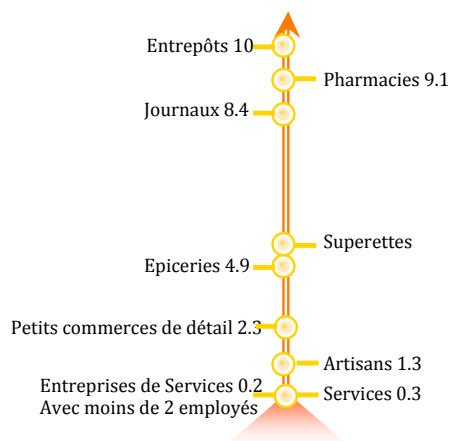 Entrepôts 10
Pharmacies 9.1
Journaux 8.4
Superettes
Epiceries 4.9
Petits commerces de détail 2.3
Artisans 1.3
Entreprises de Services 0.2
Avec moins de 2 employés
Services 0.3